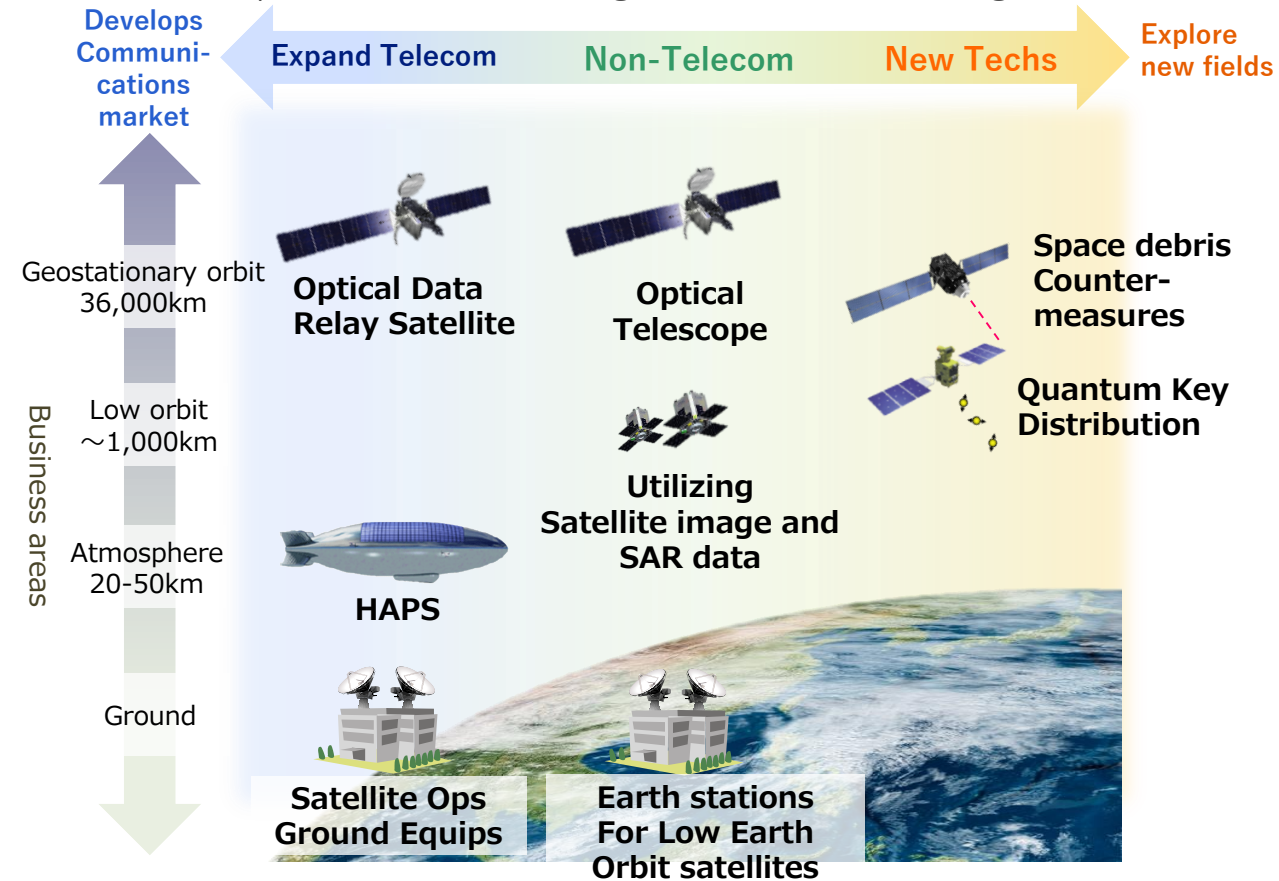 Develops
Communi-
cations
market
Expand Telecom
Non-Telecom
New Techs
Explore
new fields
Business areas
Geostationary orbit
36,000km
Low orbit
～1,000km
Atmosphere
20-50km
Ground
Optical Data
Relay Satellite
Optical
Telescope
Space debris
Counter-
measures
Quantum Key
Distribution
Utilizing
Satellite image and
SAR data
HAPS
Satellite Ops
Ground Equips
Earth stations
For Low Earth
Orbit satellites